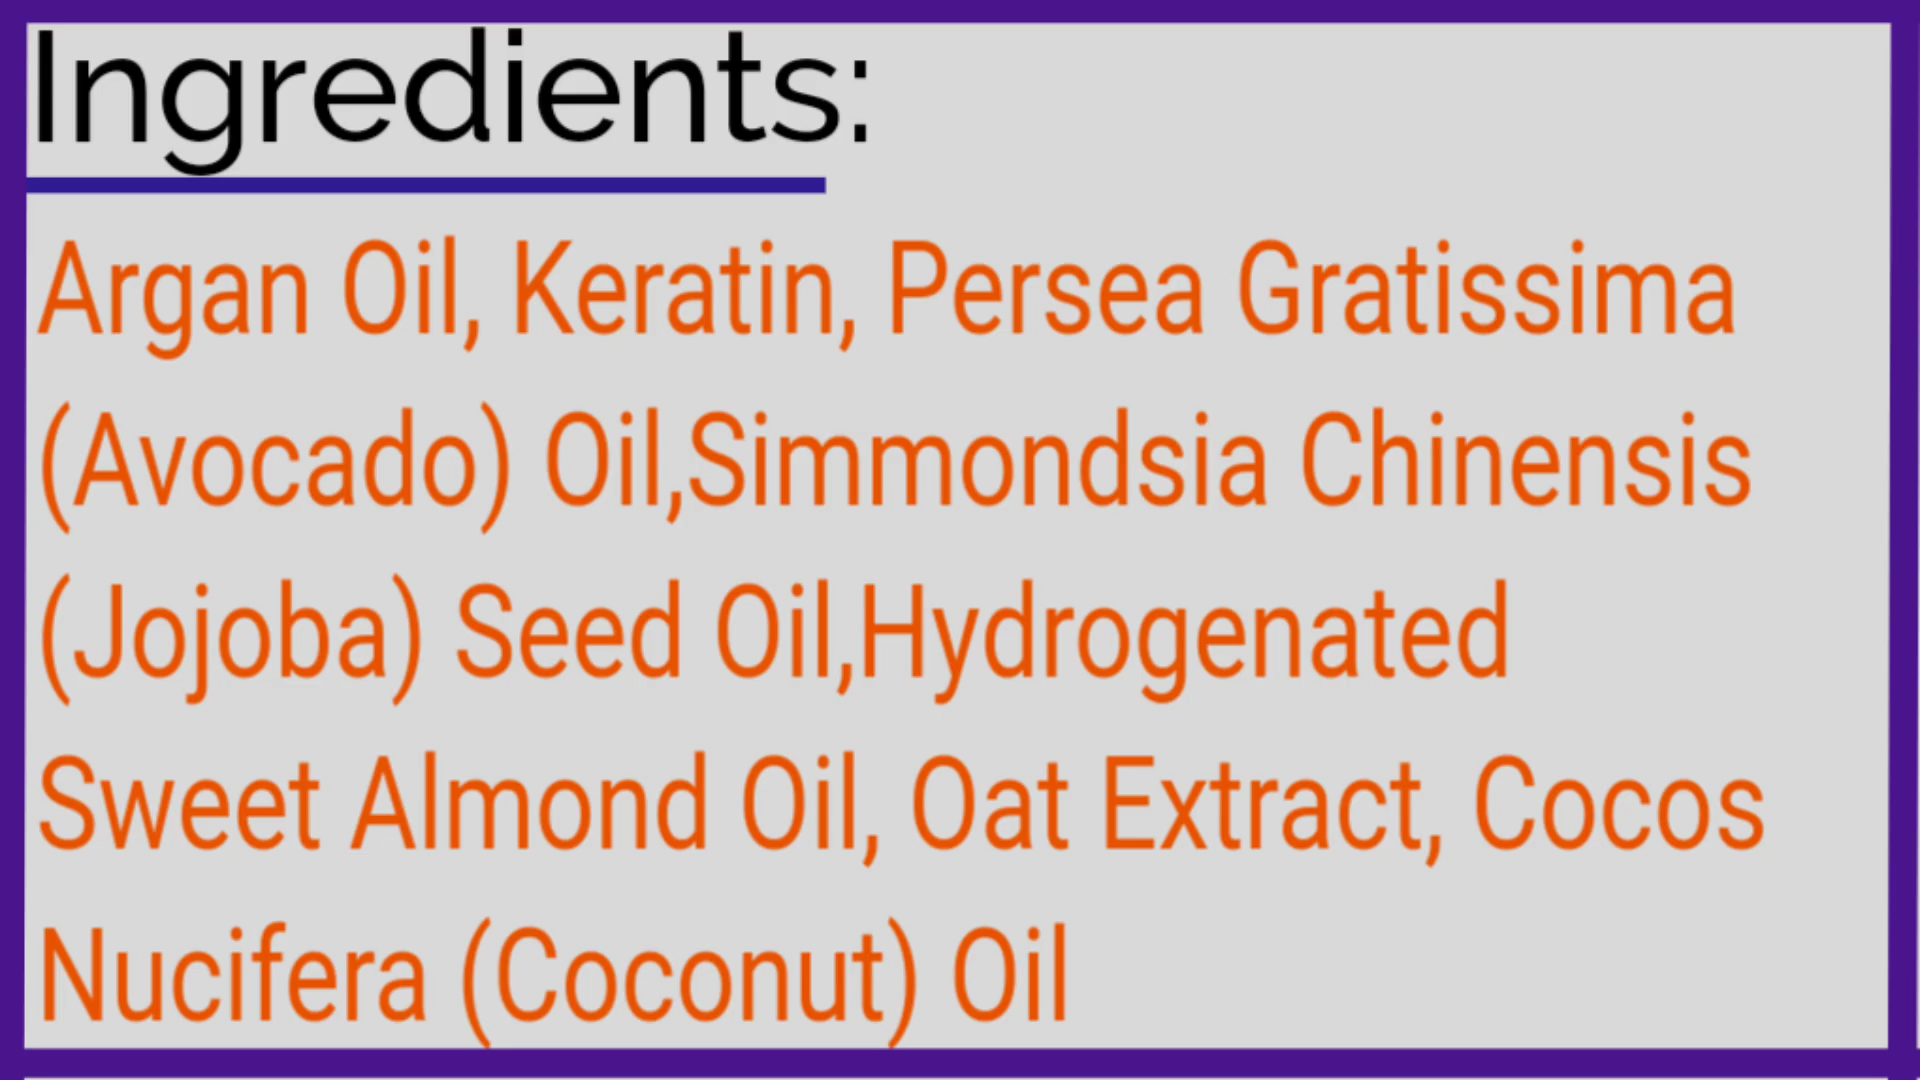 Ingredients:
Argan Oil, Keratin, Persea Gratissima
(Avocado) Oil,Simmondsia Chinensis
(Jojoba) Seed Oil,Hydrogenated
Sweet Almond Oil, Oat Extract, Cocos
Nucifera (Coconut) Oil